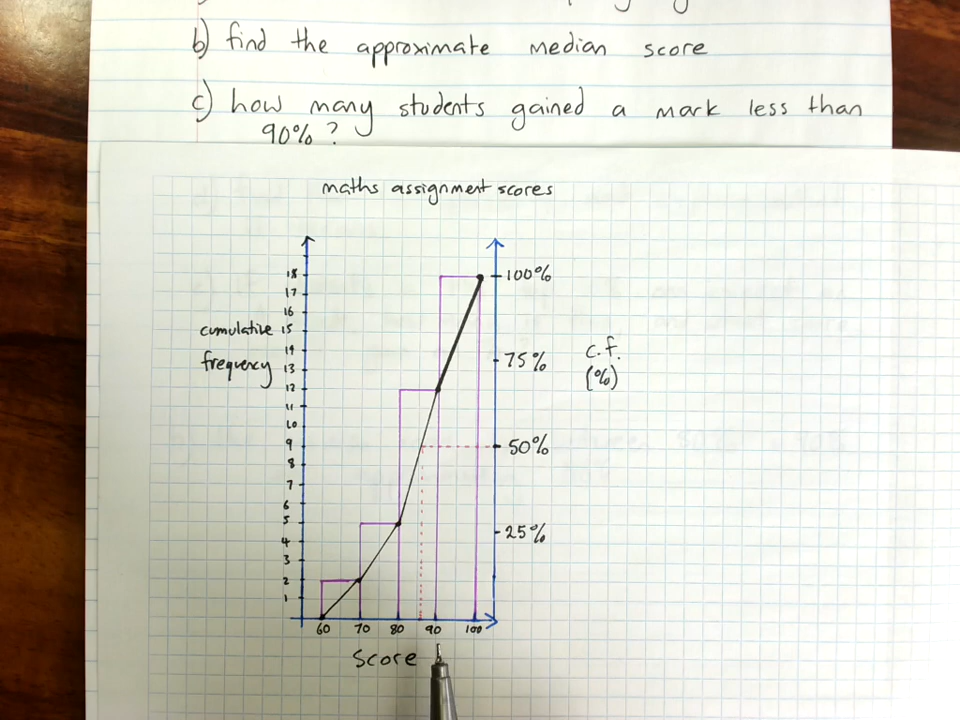 b) find the approximate median score
c) how many students gained a mark less than
90% ?
maths assignment scores
18
17
16
cumulative 15
14
frequency 13
12
11
10
9
8
7
6
5
4
3
2
1
100%
75%
50%
25%
c.f.
(%)
60 70 80 90 100
Score